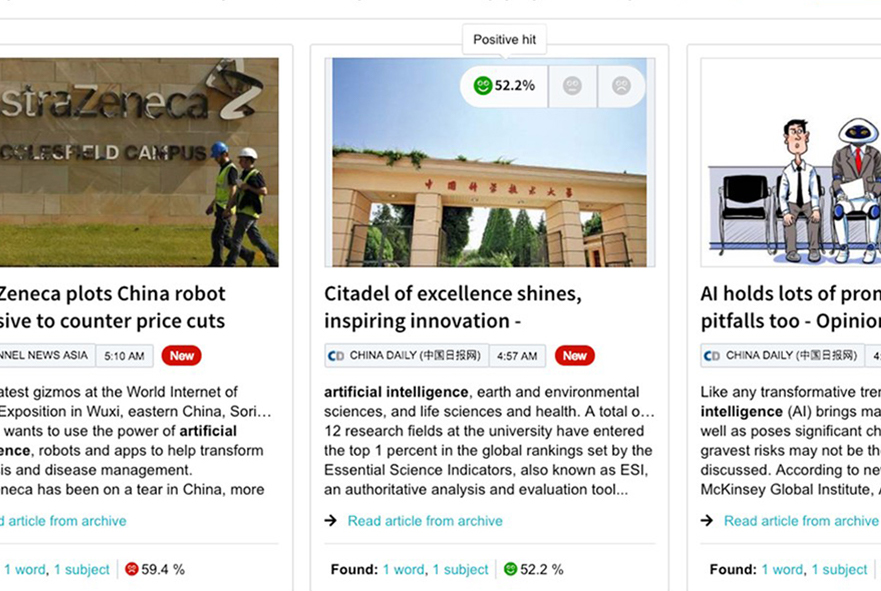 Positive hit
straZeneca
CCLESFIELD CAMPUS
52.2%
中国科学技术大学
Zeneca plots China robot
sive to counter price cuts
NNEL NEWS ASIA 5:10 AM New
atest gizmos at the World Internet of
Exposition in Wuxi, eastern China, Sori...
wants to use the power of artificial
ence, robots and apps to help transform
is and disease management.
neca has been on a tear in China, more
d article from archive
1 word, 1 subject 59.4 %
Citadel of excellence shines,
inspiring innovation -
CD CHINA DAILY (中国日报网) 4:57 AM New
artificial intelligence, earth and environmental
sciences, and life sciences and health. A total o...
12 research fields at the university have entered
the top 1 percent in the global rankings set by the
Essential Science Indicators, also known as ESI,
an authoritative analysis and evaluation tool...
Read article from archive
Found: 1 word, 1 subject 52.2 %
AI holds lots of pron
pitfalls too - Opinion
CD CHINA DAILY (中国日报网) 4:
Like any transformative tre
intelligence (AI) brings ma
well as poses significant ch
gravest risks may not be th
discussed. According to ne
McKinsey Global Institute,
Read article from archive
Found: 1 word, 1 subject